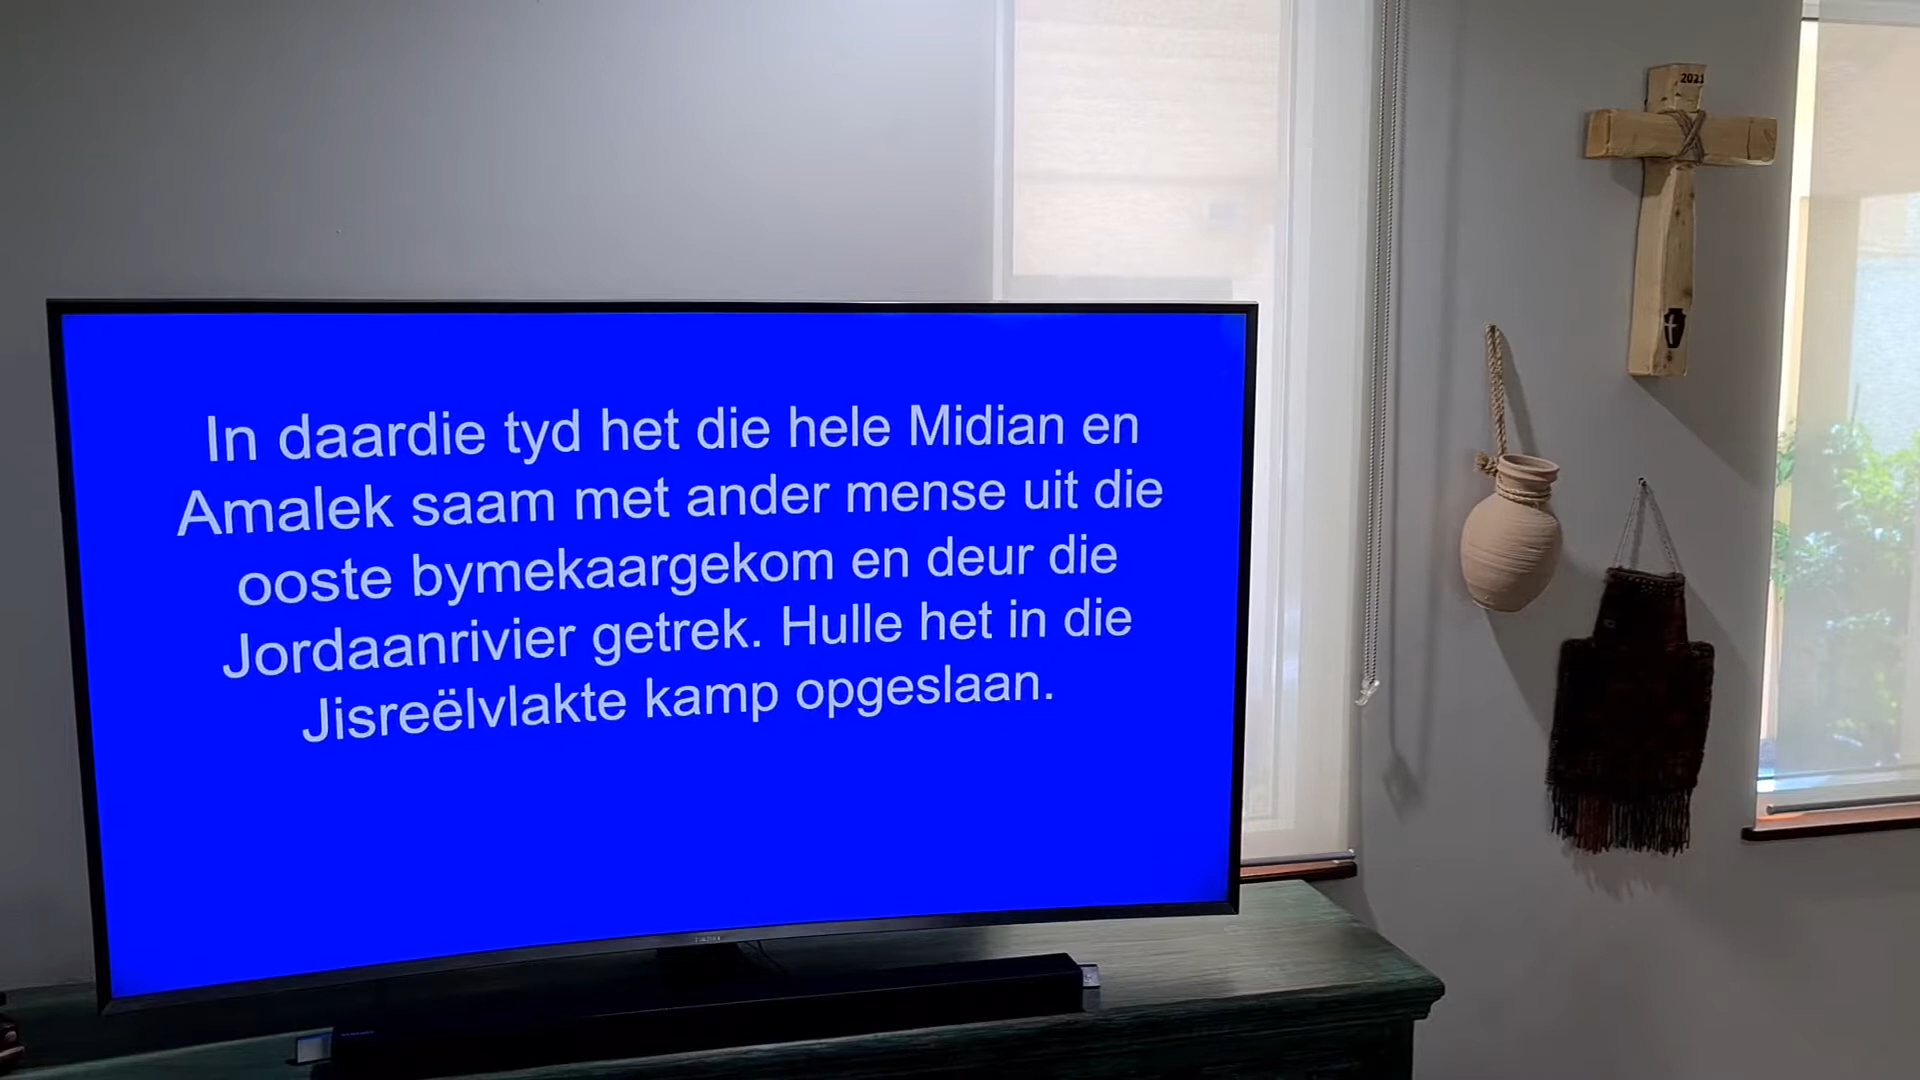 2021
In daardie tyd het die hele Midian en
Amalek saam met ander mense uit die
ooste bymekaargekom en deur die
Jordaanrivier getrek. Hulle het in die
Jisreëlvlakte kamp opgeslaan.